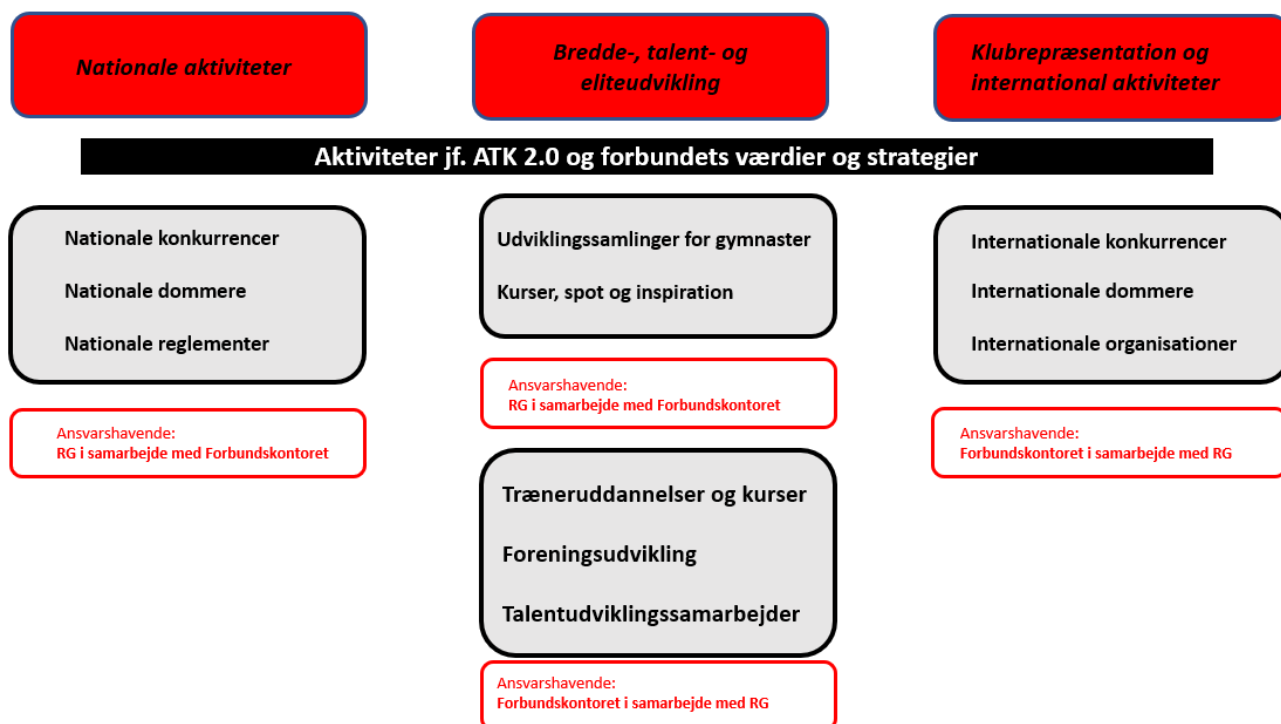 Nationale aktiviteter
Bredde-, talent- og
eliteudvikling
Klubrepræsentation og
international aktiviteter
Aktiviteter jf. ATK 2.0 og forbundets værdier og strategier
Nationale konkurrencer
Nationale dommere
Nationale reglementer
Ansvarshavende:
RG i samarbejde med Forbundskontoret
Udviklingssamlinger for gymnaster
Kurser, spot og inspiration
Ansvarshavende:
RG i samarbejde med Forbundskontoret
Træneruddannelser og kurser
Foreningsudvikling
Talentudviklingssamarbejder
Ansvarshavende:
Forbundskontoret i samarbejde med RG
Internationale konkurrencer
Internationale dommere
Internationale organisationer
Ansvarshavende:
Forbundskontoret i samarbejde med RG